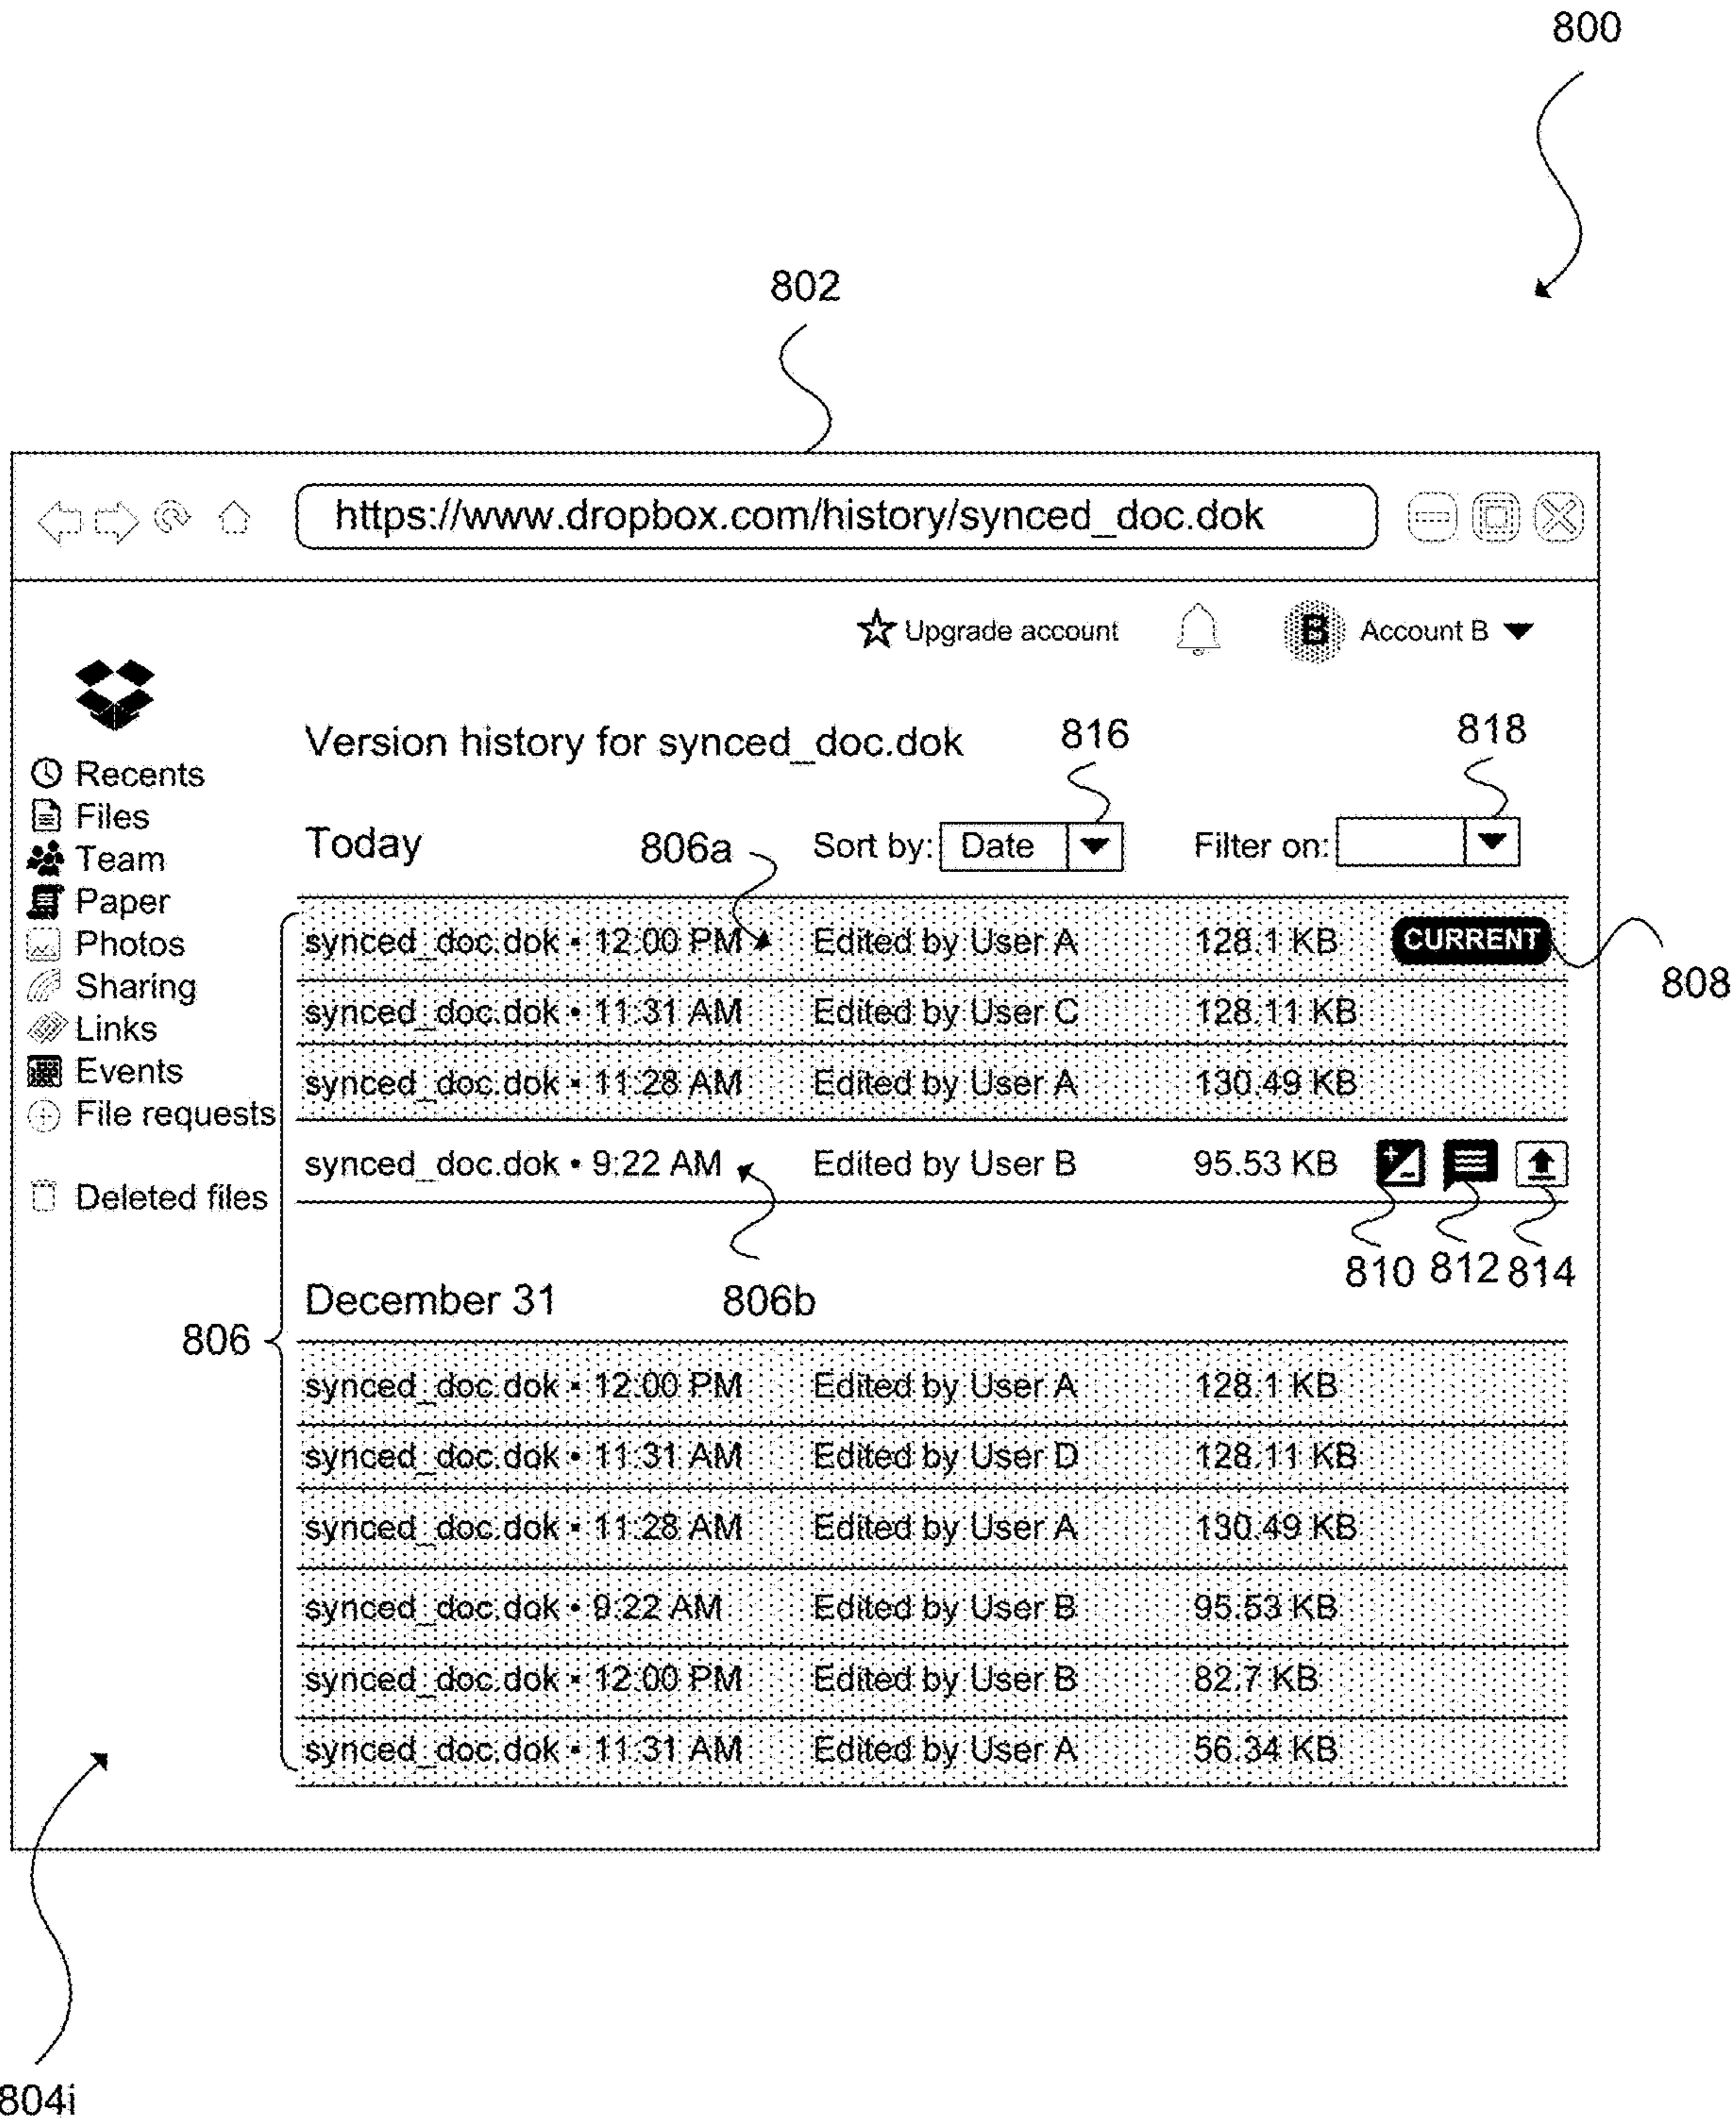 800
802
https://www.dropbox.com/history/synced_doc.dok
Upgrade account B Account B
Version history for synced_doc.dok 816 818
Recents
Files
Team
Paper
Photos
Sharing
Links
Events
File requests
Deleted files
Today 806a Sort by: Date Filter on:
synced_doc.dok • 12:00 PM Edited by User A 128.1 KB CURRENT
808
synced_doc.dok • 11:31 AM Edited by User C 128.11 KB
synced_doc.dok • 11:28 AM Edited by User A 130.49 KB
synced_doc.dok • 9:22 AM Edited by User B 95.53 KB
810 812 814
December 31 806b
806
synced_doc.dok • 12:00 PM Edited by User A 128.1 KB
synced_doc.dok • 11:31 AM Edited by User D 128.11 KB
synced_doc.dok • 11:28 AM Edited by User A 130.49 KB
synced_doc.dok • 9:22 AM Edited by User B 95.53 KB
synced_doc.dok • 12:00 PM Edited by User B 82.7 KB
synced_doc.dok • 11:31 AM Edited by User A 56.34 KB
804i